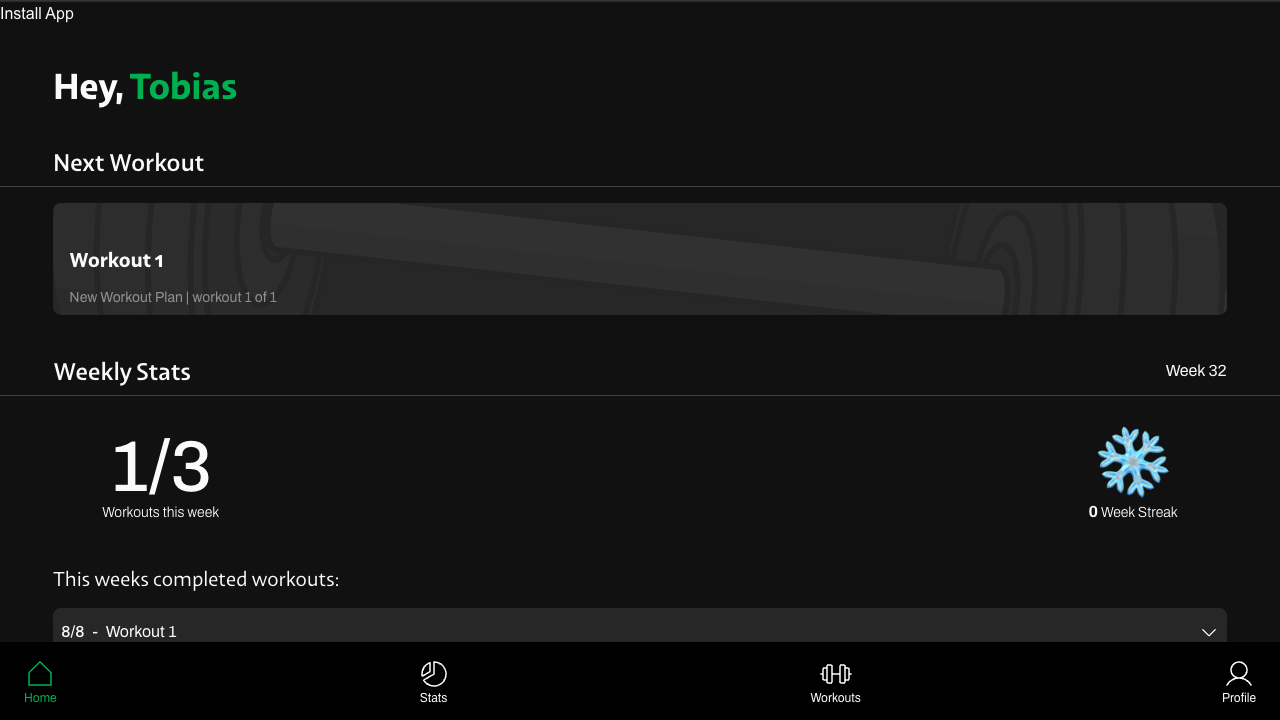 Install App
Hey, Tobias
Next Workout
Workout 1
New Workout Plan | workout 1 of 1
Weekly Stats
Week 32
1/3
Workouts this week
0 Week Streak
This weeks completed workouts:
8/8 - Workout 1
Home
Stats
Workouts
Profile